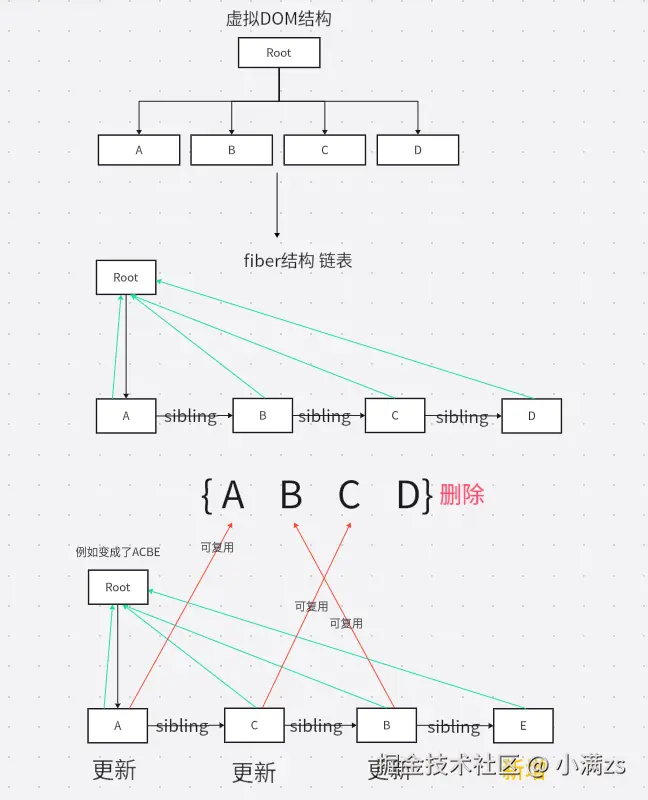 虚拟DOM结构
Root
A B C D
fiber结构 链表
Root
A sibling B sibling C sibling D
{ A B C D} 删除
例如变成了ACBE
可复用
Root
可复用
可复用
A sibling C sibling B sibling E
更新 更新 更新 新增
掘金技术社区 @ 小满zs